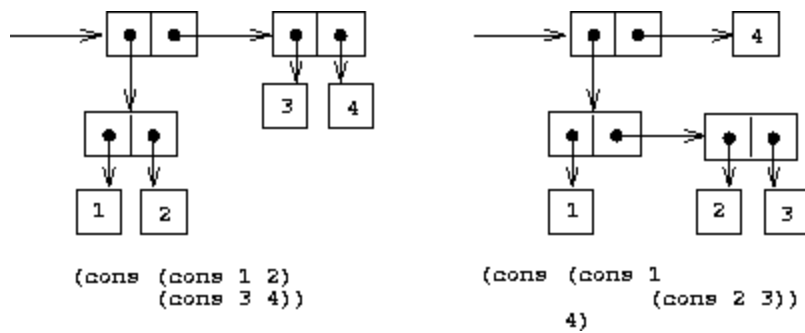 4
3 4
1 2
1 2 3
(cons (cons 1 2)
(cons 3 4))
(cons (cons 1
(cons 2 3))
4)